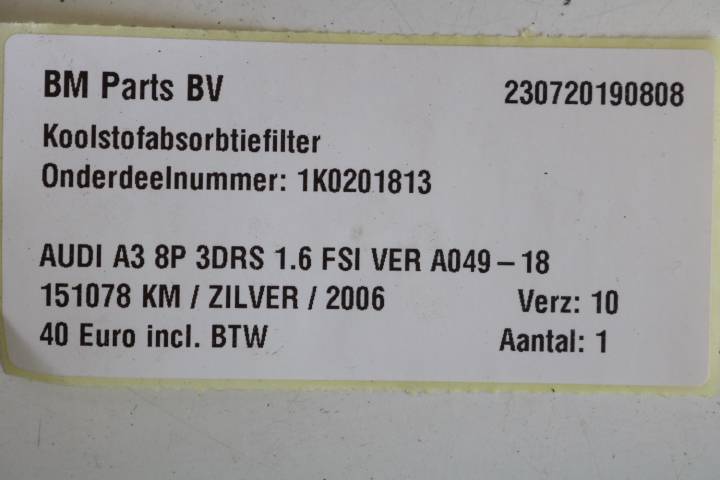 BM Parts BV 230720190808
Koolstofabsorbtiefilter
Onderdeelnummer: 1K0201813
AUDI A3 8P 3DRS 1.6 FSI VER A049–18
151078 KM / ZILVER / 2006 Verz: 10
40 Euro incl. BTW Aantal: 1